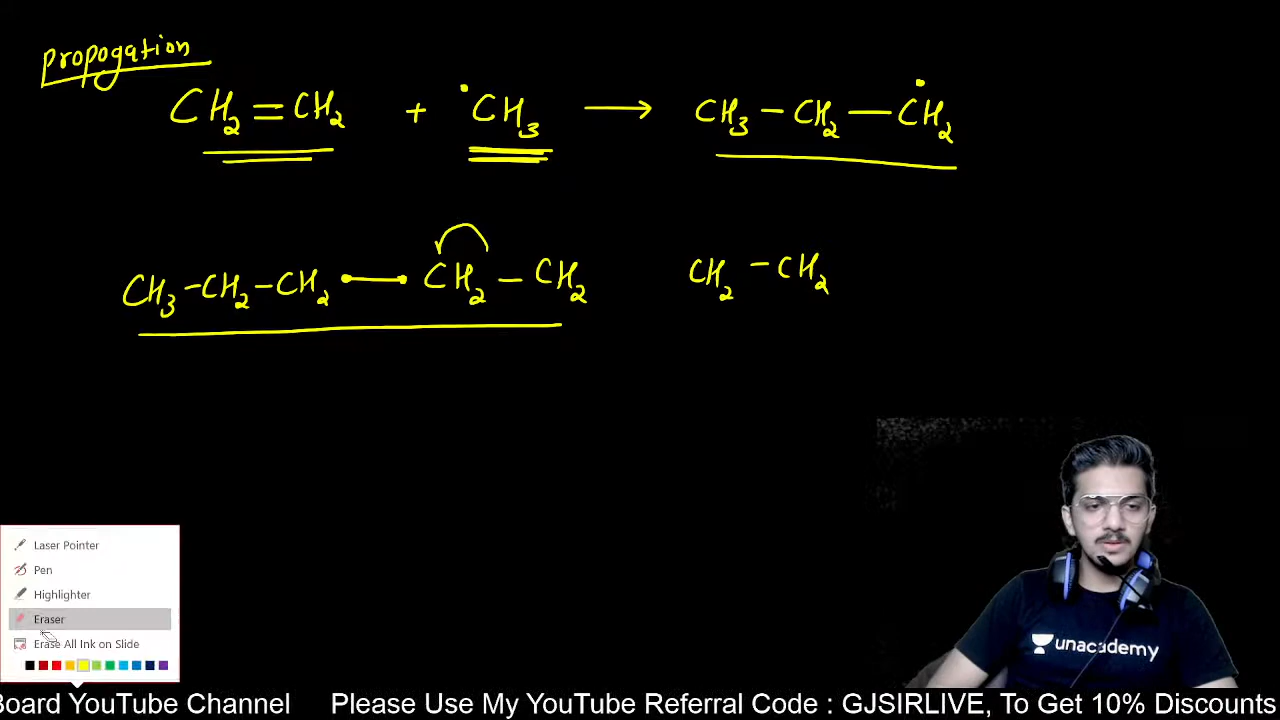 propogation
CH2 = CH2 + •CH3 → CH3 – CH2 – ĊH2
CH3 – CH2 – CH2 •—• CH2 – CH2 CH2 – CH2
Laser Pointer
Pen
Highlighter
Eraser
Erase All Ink on Slide
unacademy
Board YouTube Channel Please Use My YouTube Referral Code : GJSIRLIVE, To Get 10% Discounts